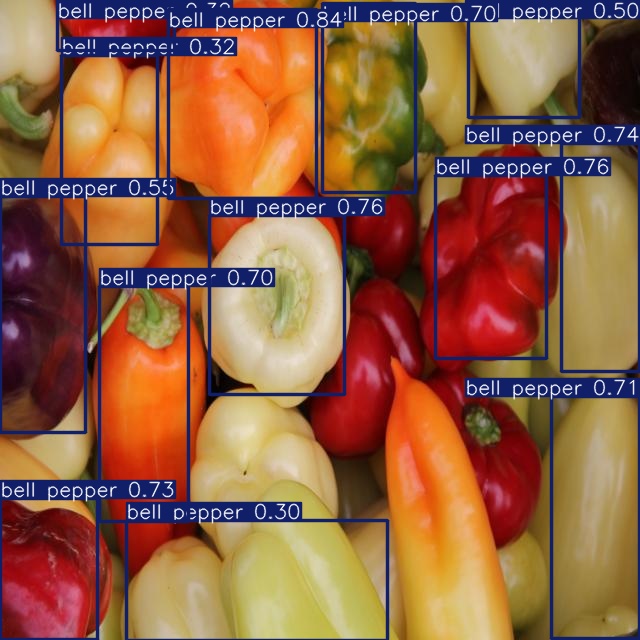 bell pepper
bell pepper 0.84
bell pepper 0.70
bell pepper 0.50
bell pepper 0.32
bell pepper 0.74
bell pepper 0.76
bell pepper 0.55
bell pepper 0.76
bell pepper 0.70
bell pepper 0.71
bell pepper 0.73
bell pepper 0.30